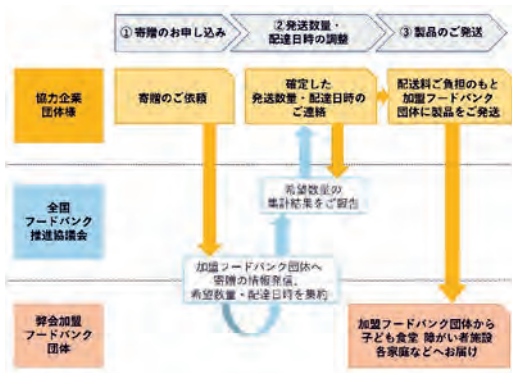 ① 寄贈のお申し込み
②発送数量・
配達日時の調整
③ 製品のご発送
協力企業
団体様
寄贈のご依頼
確定した
発送数量・配達日時の
ご連絡
配送料ご負担のもと
加盟フードバンク
団体に製品をご発送
全国
フードバンク
推進協議会
希望数量の
集計結果をご報告
加盟フードバンク団体へ
寄贈の情報発信、
希望数量・配達日時を集約
弊会加盟
フードバンク
団体
加盟フードバンク団体から
子ども食堂 障がい者施設
各家庭などへお届け